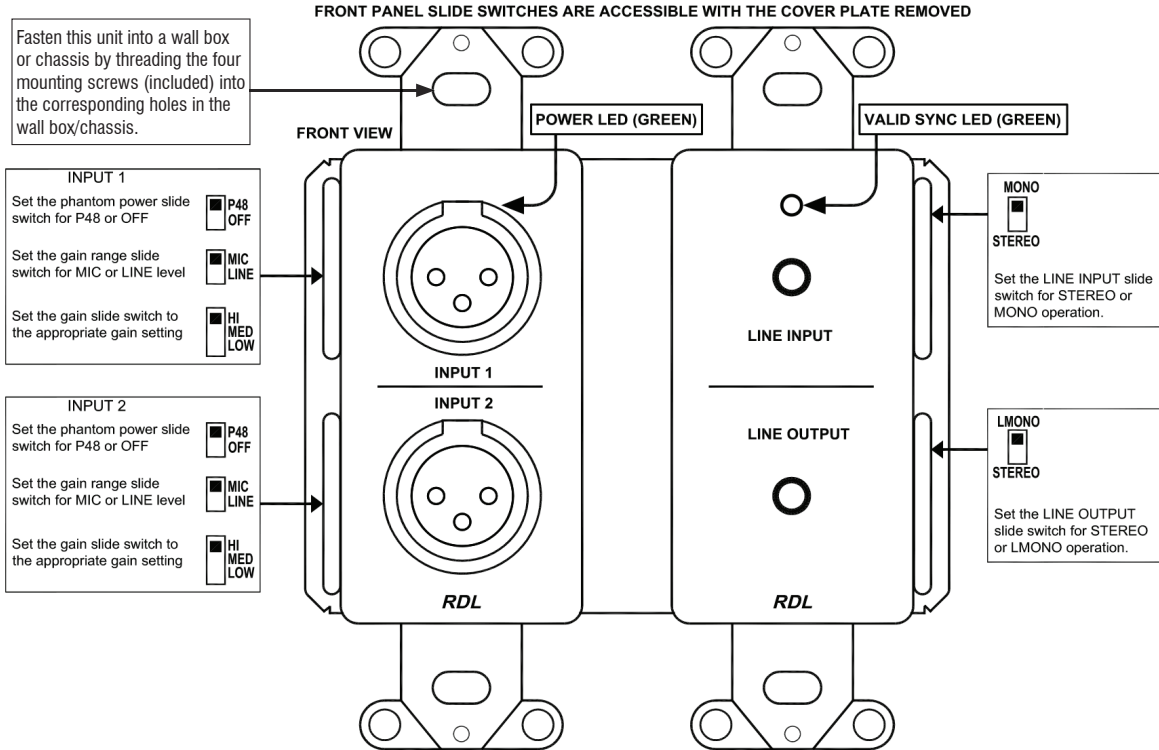 FRONT PANEL SLIDE SWITCHES ARE ACCESSIBLE WITH THE COVER PLATE REMOVED
Fasten this unit into a wall box
or chassis by threading the four
mounting screws (included) into
the corresponding holes in the
wall box/chassis.
FRONT VIEW
POWER LED (GREEN)
VALID SYNC LED (GREEN)
INPUT 1
Set the phantom power slide
switch for P48 or OFF
P48
OFF
Set the gain range slide
switch for MIC or LINE level
MIC
LINE
Set the gain slide switch to
the appropriate gain setting
HI
MED
LOW
INPUT 2
Set the phantom power slide
switch for P48 or OFF
P48
OFF
Set the gain range slide
switch for MIC or LINE level
MIC
LINE
Set the gain slide switch to
the appropriate gain setting
HI
MED
LOW
INPUT 1
INPUT 2
RDL
LINE INPUT
LINE OUTPUT
RDL
MONO
STEREO
Set the LINE INPUT slide
switch for STEREO or
MONO operation.
LMONO
STEREO
Set the LINE OUTPUT
slide switch for STEREO
or LMONO operation.